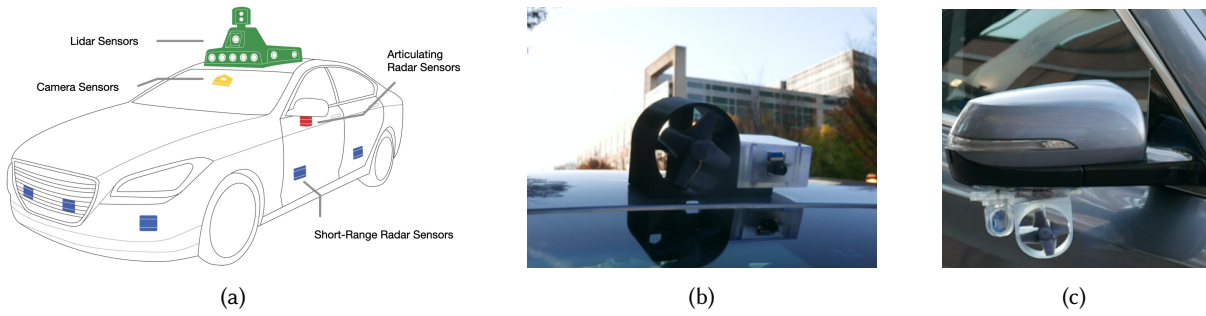 Lidar Sensors
Camera Sensors
Articulating
Radar Sensors
Short-Range Radar Sensors
(a)
(b)
(c)